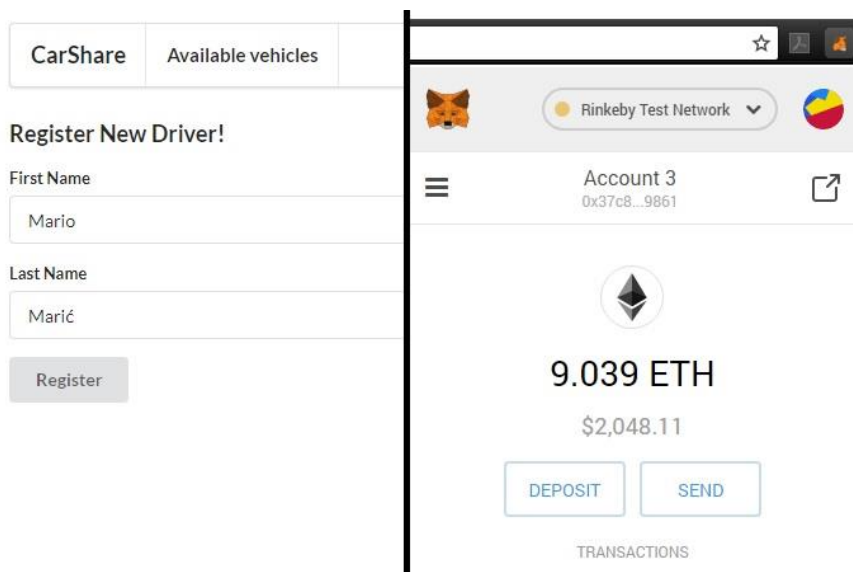 CarShare
Available vehicles
Register New Driver!
First Name
Mario
Last Name
Marić
Register
Rinkeby Test Network
Account 3
0x37c8...9861
9.039 ETH
$2,048.11
DEPOSIT
SEND
TRANSACTIONS